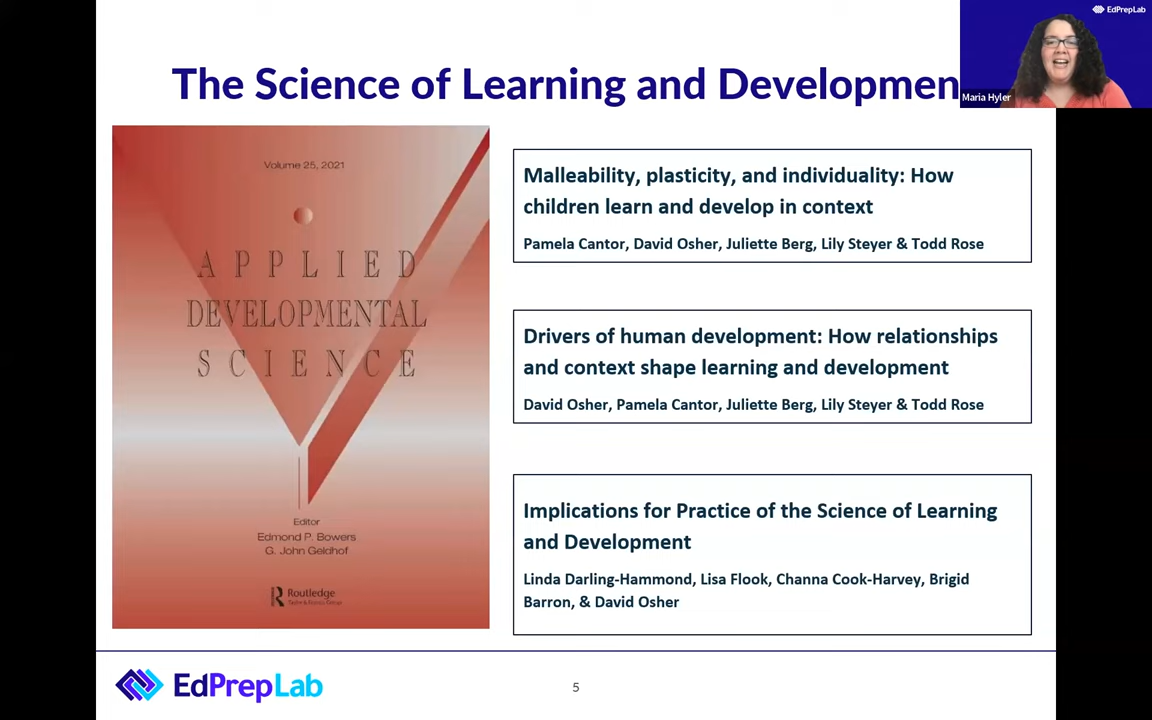 EdPrepLab
The Science of Learning and Developmen
Maria Hyler
Volume 25, 2021
APPLIED
DEVELOPMENTAL
SCIENCE
Editor
Edmond P. Bowers
G. John Geldhof
Routledge
Taylor & Francis Group
Malleability, plasticity, and individuality: How
children learn and develop in context
Pamela Cantor, David Osher, Juliette Berg, Lily Steyer & Todd Rose
Drivers of human development: How relationships
and context shape learning and development
David Osher, Pamela Cantor, Juliette Berg, Lily Steyer & Todd Rose
Implications for Practice of the Science of Learning
and Development
Linda Darling-Hammond, Lisa Flook, Channa Cook-Harvey, Brigid
Barron, & David Osher
EdPrepLab
5